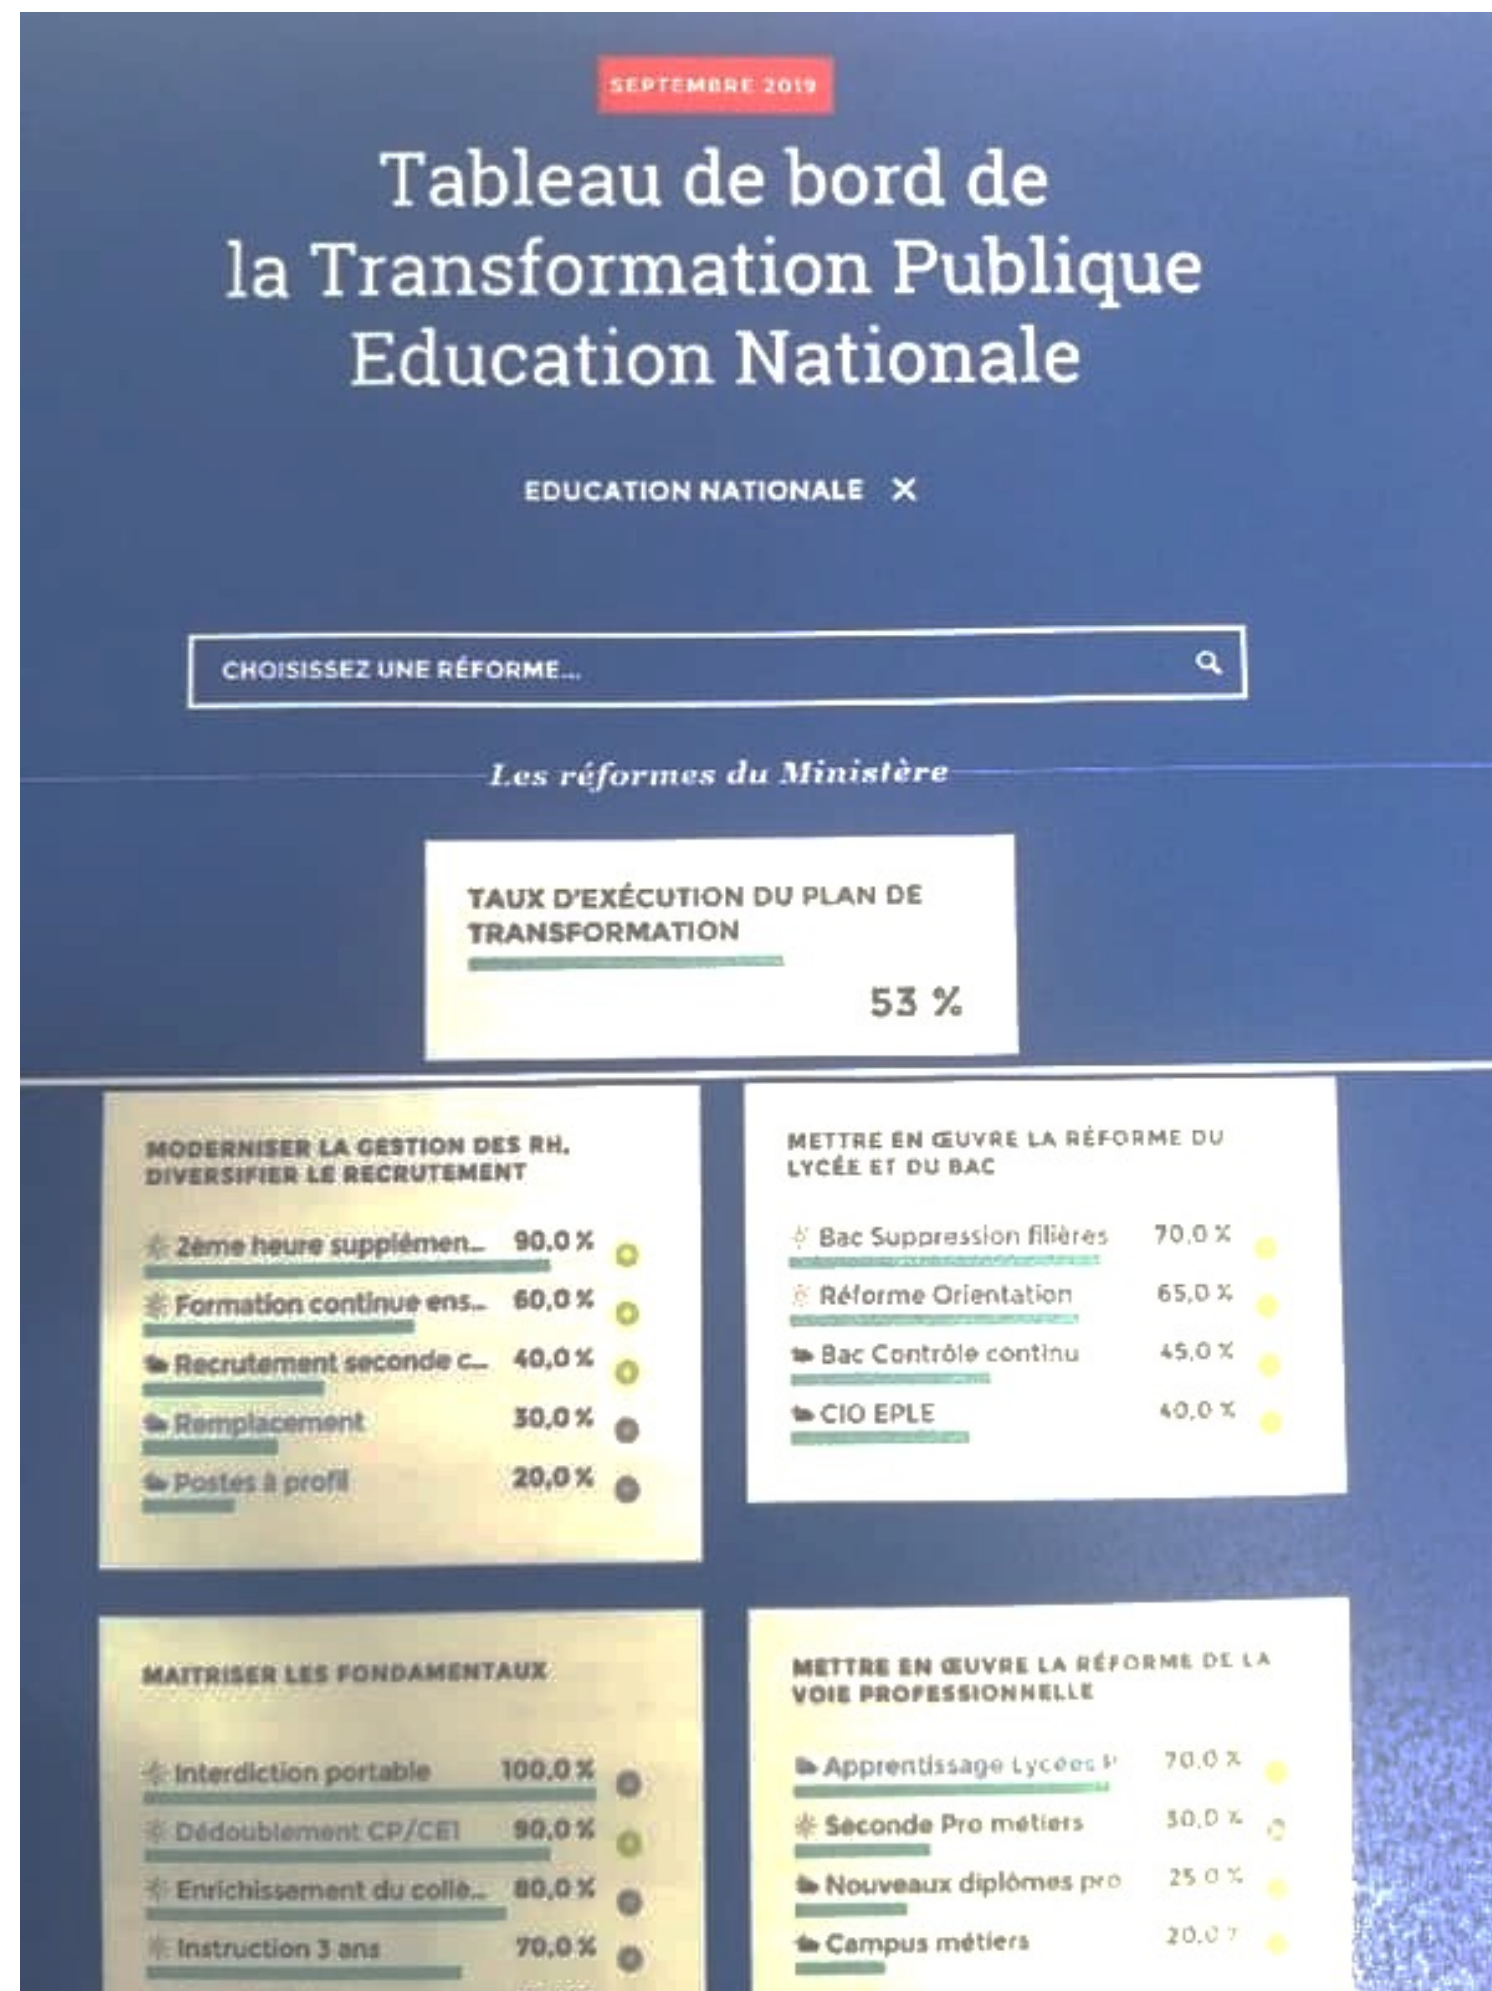 SEPTEMBRE 2019
Tableau de bord de
la Transformation Publique
Education Nationale
EDUCATION NATIONALE X
CHOISISSEZ UNE RÉFORME...
Les réformes du Ministère
TAUX D'EXÉCUTION DU PLAN DE
TRANSFORMATION
53 %
MODERNISER LA GESTION DES RH,
DIVERSIFIER LE RECRUTEMENT
2ème heure supplémen... 90,0 %
Formation continue ens... 60,0 %
Recrutement seconde c... 40,0 %
Remplacement 30,0 %
Postes à profil 20,0 %
METTRE EN ŒUVRE LA RÉFORME DU
LYCÉE ET DU BAC
Bac Suppression filières 70,0 %
Réforme Orientation 65,0 %
Bac Contrôle continu 45,0 %
CIO EPLE 40,0 %
MAITRISER LES FONDAMENTAUX
Interdiction portable 100,0 %
Dédoublement CP/CE1 90,0 %
Enrichissement du collè... 80,0 %
Instruction 3 ans 70,0 %
METTRE EN ŒUVRE LA RÉFORME DE LA
VOIE PROFESSIONNELLE
Apprentissage Lycées 70,0 %
Seconde Pro métiers 30,0 %
Nouveaux diplômes pro 25,0 %
Campus métiers 20,0